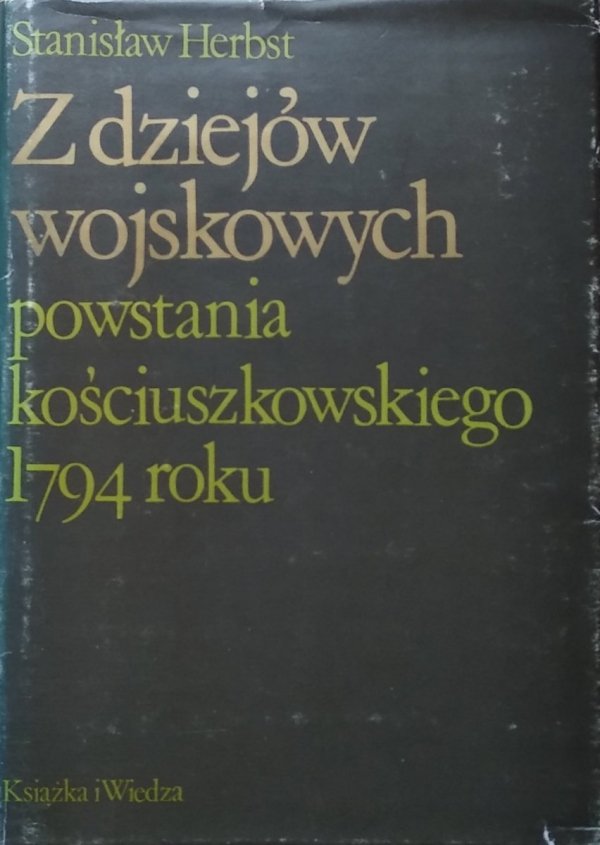 Stanisław Herbst
Z dziejów
wojskowych
powstania
kościuszkowskiego
1794 roku
Książka i Wiedza